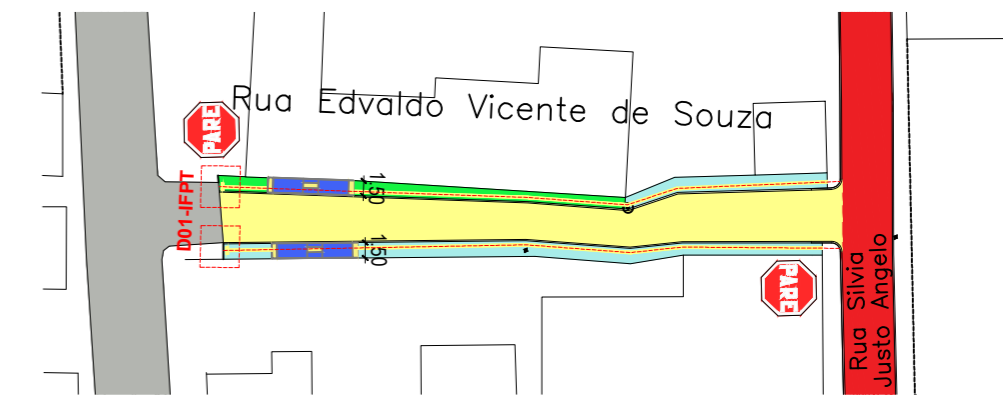 Rua Edvaldo Vicente de Souza
PARE
D01-IFPT
1,50
1,50
PARE
Rua Silvia
Justo Angelo